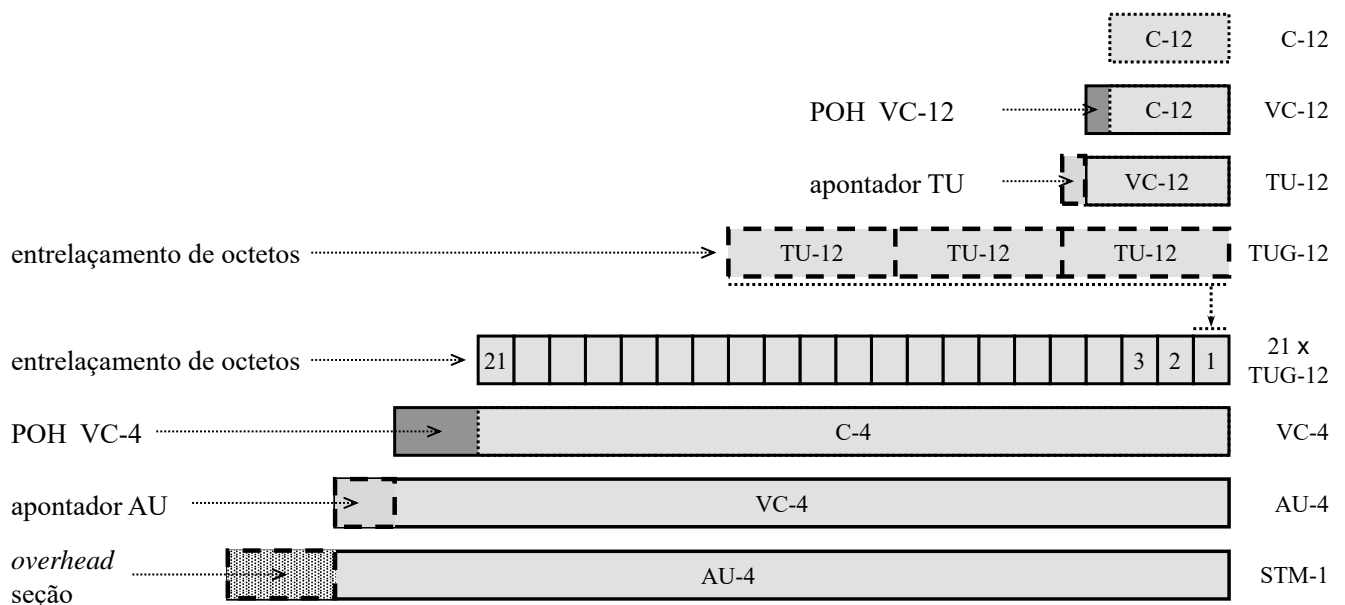 C-12 C-12
POH VC-12 C-12 VC-12
apontador TU VC-12 TU-12
entrelaçamento de octetos TU-12 TU-12 TU-12 TUG-12
entrelaçamento de octetos 21 3 2 1 21 x
TUG-12
POH VC-4 C-4 VC-4
apontador AU VC-4 AU-4
overhead
seção AU-4 STM-1